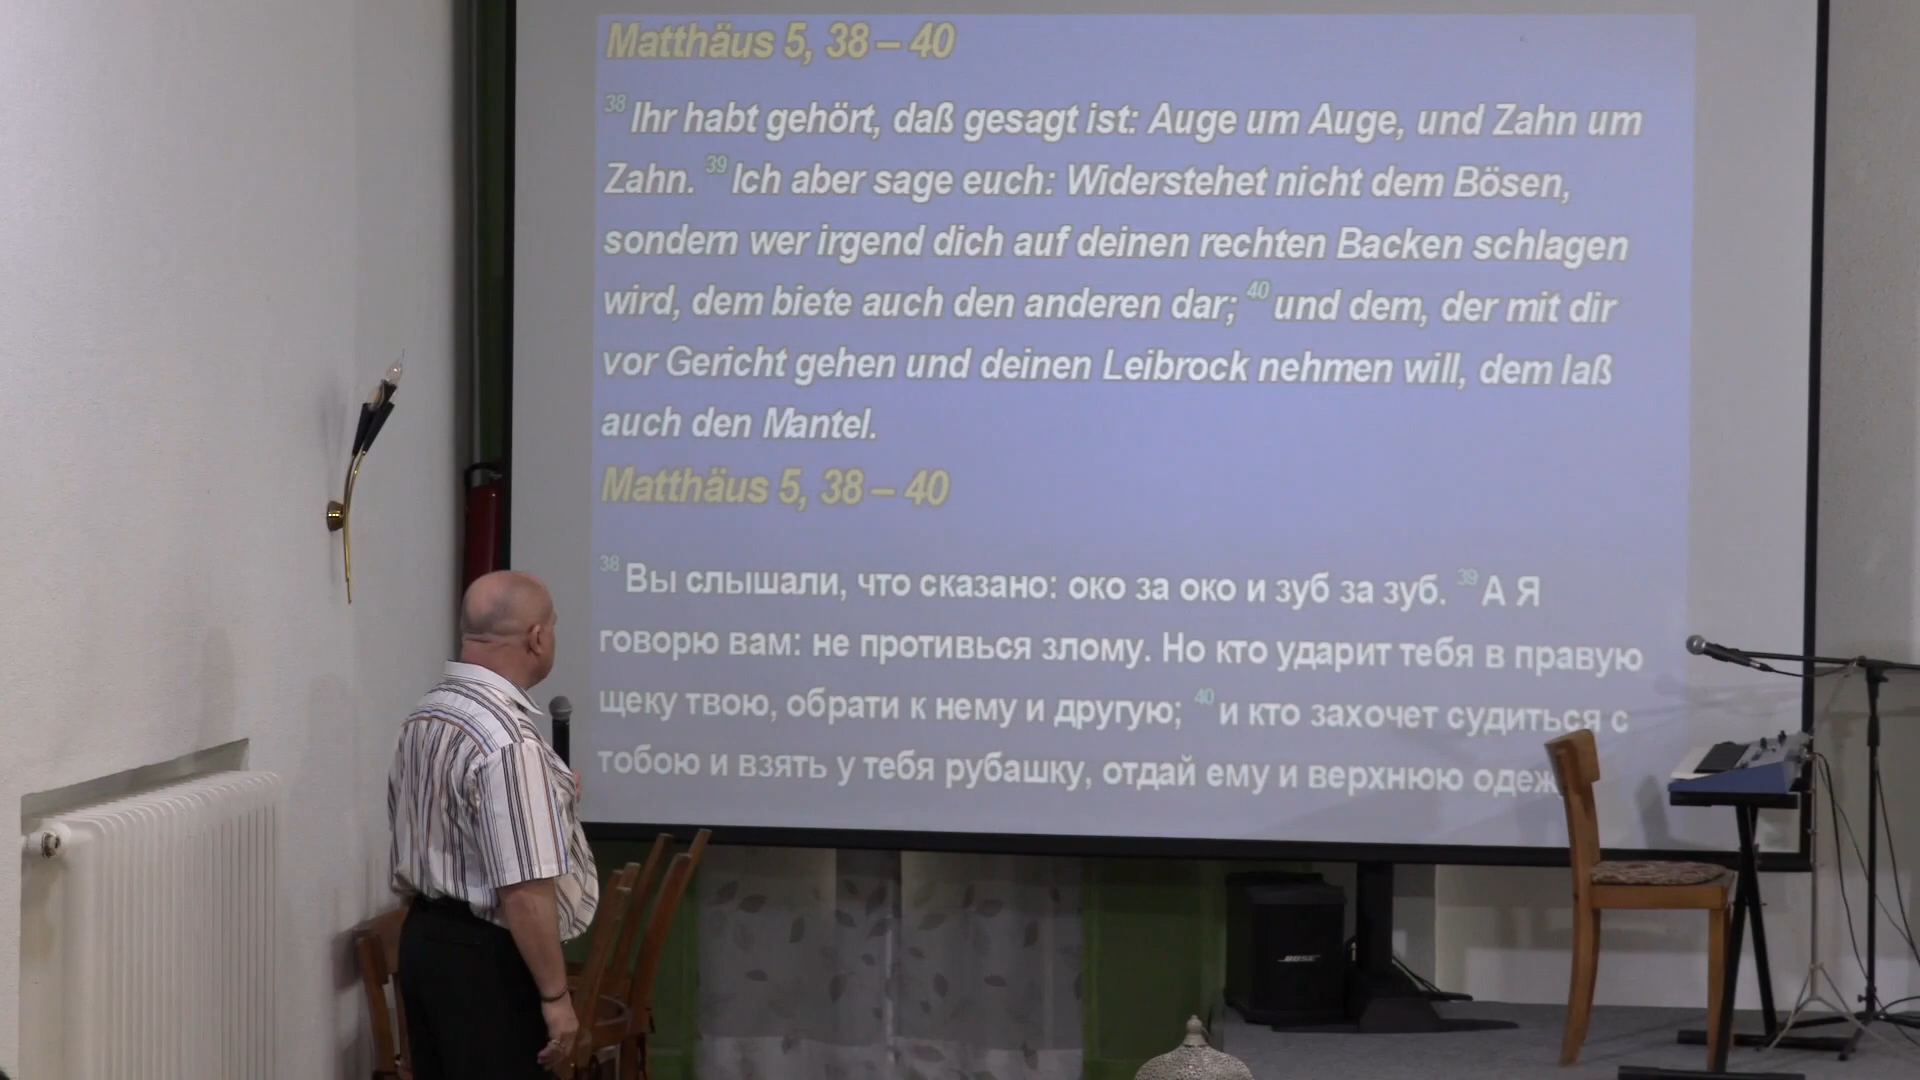 Matthäus 5, 38 – 40
38 Ihr habt gehört, daß gesagt ist: Auge um Auge, und Zahn um
Zahn. 39 Ich aber sage euch: Widerstehet nicht dem Bösen,
sondern wer irgend dich auf deinen rechten Backen schlagen
wird, dem biete auch den anderen dar; 40 und dem, der mit dir
vor Gericht gehen und deinen Leibrock nehmen will, dem laß
auch den Mantel.
Matthäus 5, 38 – 40
38 Вы слышали, что сказано: око за око и зуб за зуб. 39 А Я
говорю вам: не противься злому. Но кто ударит тебя в правую
щеку твою, обрати к нему и другую; 40 и кто захочет судиться с
тобою и взять у тебя рубашку, отдай ему и верхнюю
BOSE